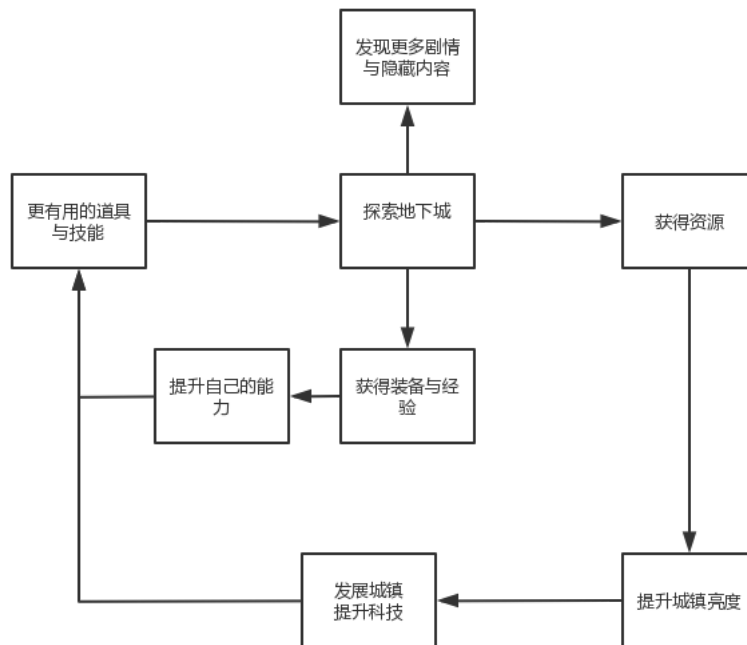 发现更多剧情
与隐藏内容
更有用的道具
与技能
探索地下城
获得资源
提升自己的能
力
获得装备与经
验
发展城镇
提升科技
提升城镇亮度